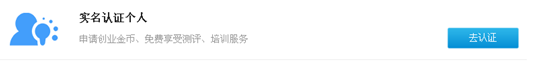 实名认证个人
申请创业金币、免费享受测评、培训服务
去认证